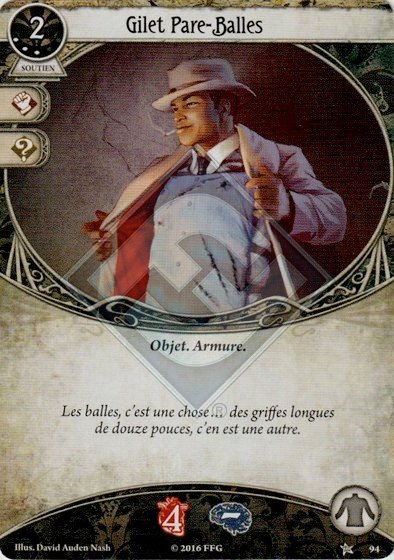 Gilet Pare-Balles
2
SOUTIEN
Objet. Armure.
Les balles, c'est une chose... des griffes longues
de douze pouces, c'en est une autre.
4
–
Illus. David Auden Nash
© 2016 FFG
94